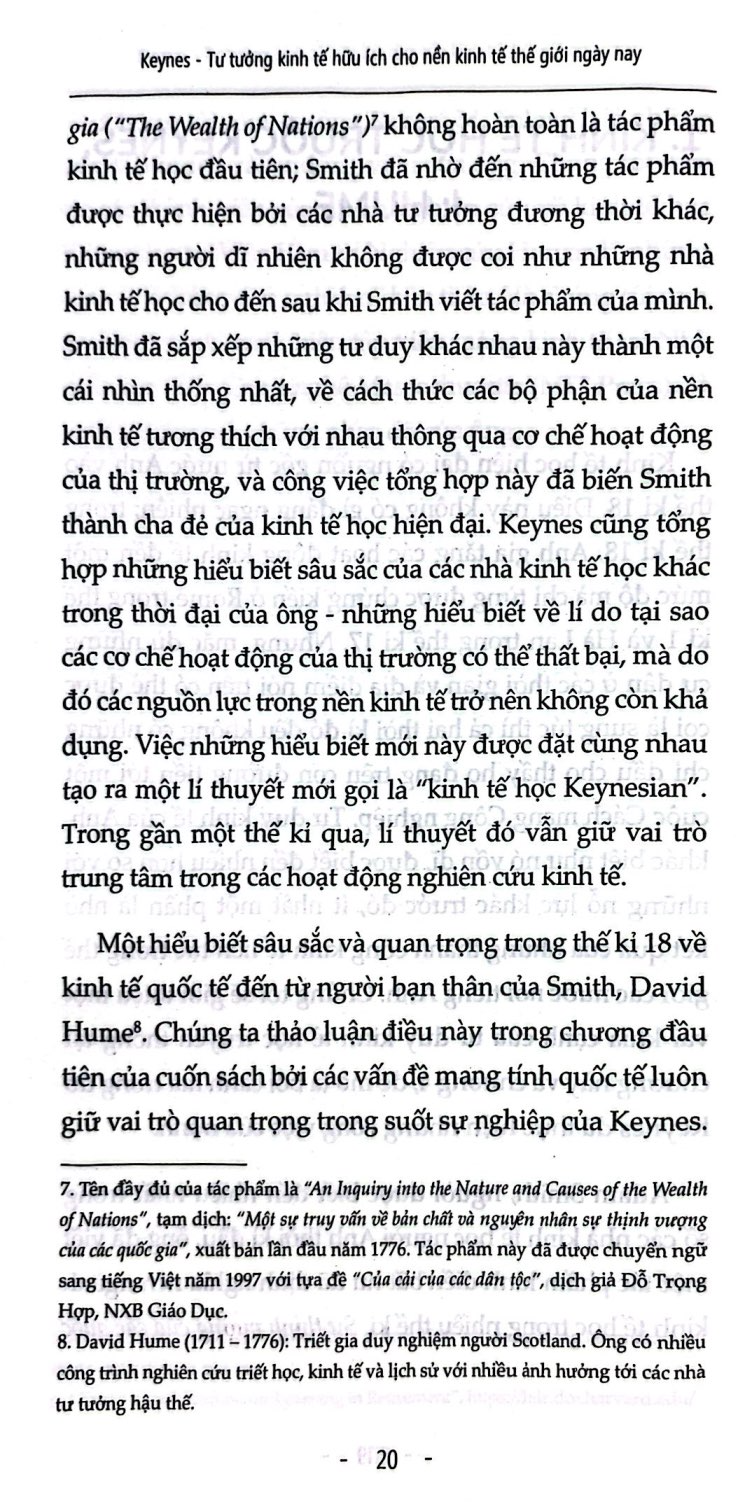 Keynes - Tư tưởng kinh tế hữu ích cho nền kinh tế thế giới ngày nay
gia (“The Wealth of Nations”)⁷ không hoàn toàn là tác phẩm
kinh tế học đầu tiên; Smith đã nhờ đến những tác phẩm
được thực hiện bởi các nhà tư tưởng đương thời khác,
những người dĩ nhiên không được coi như những nhà
kinh tế học cho đến sau khi Smith viết tác phẩm của mình.
Smith đã sắp xếp những tư duy khác nhau này thành một
cái nhìn thống nhất, về cách thức các bộ phận của nền
kinh tế tương thích với nhau thông qua cơ chế hoạt động
của thị trường, và công việc tổng hợp này đã biến Smith
thành cha đẻ của kinh tế học hiện đại. Keynes cũng tổng
hợp những hiểu biết sâu sắc của các nhà kinh tế học khác
trong thời đại của ông - những hiểu biết về lí do tại sao
các cơ chế hoạt động của thị trường có thể thất bại, mà do
đó các nguồn lực trong nền kinh tế trở nên không còn khả
dụng. Việc những hiểu biết mới này được đặt cùng nhau
tạo ra một lí thuyết mới gọi là “kinh tế học Keynesian”.
Trong gần một thế kỉ qua, lí thuyết đó vẫn giữ vai trò
trung tâm trong các hoạt động nghiên cứu kinh tế.
Một hiểu biết sâu sắc và quan trọng trong thế kỉ 18 về
kinh tế quốc tế đến từ người bạn thân của Smith, David
Hume⁸. Chúng ta thảo luận điều này trong chương đầu
tiên của cuốn sách bởi các vấn đề mang tính quốc tế luôn
giữ vai trò quan trọng trong suốt sự nghiệp của Keynes.
7. Tên đầy đủ của tác phẩm là “An Inquiry into the Nature and Causes of the Wealth
of Nations”, tạm dịch: “Một sự truy vấn về bản chất và nguyên nhân sự thịnh vượng
của các quốc gia”, xuất bản lần đầu năm 1776. Tác phẩm này đã được chuyển ngữ
sang tiếng Việt năm 1997 với tựa đề “Của cải của các dân tộc”, dịch giả Đỗ Trọng
Hợp, NXB Giáo Dục.
8. David Hume (1711 – 1776): Triết gia duy nghiệm người Scotland. Ông có nhiều
công trình nghiên cứu triết học, kinh tế và lịch sử với nhiều ảnh hưởng tới các nhà
tư tưởng hậu thế.
- 20 -